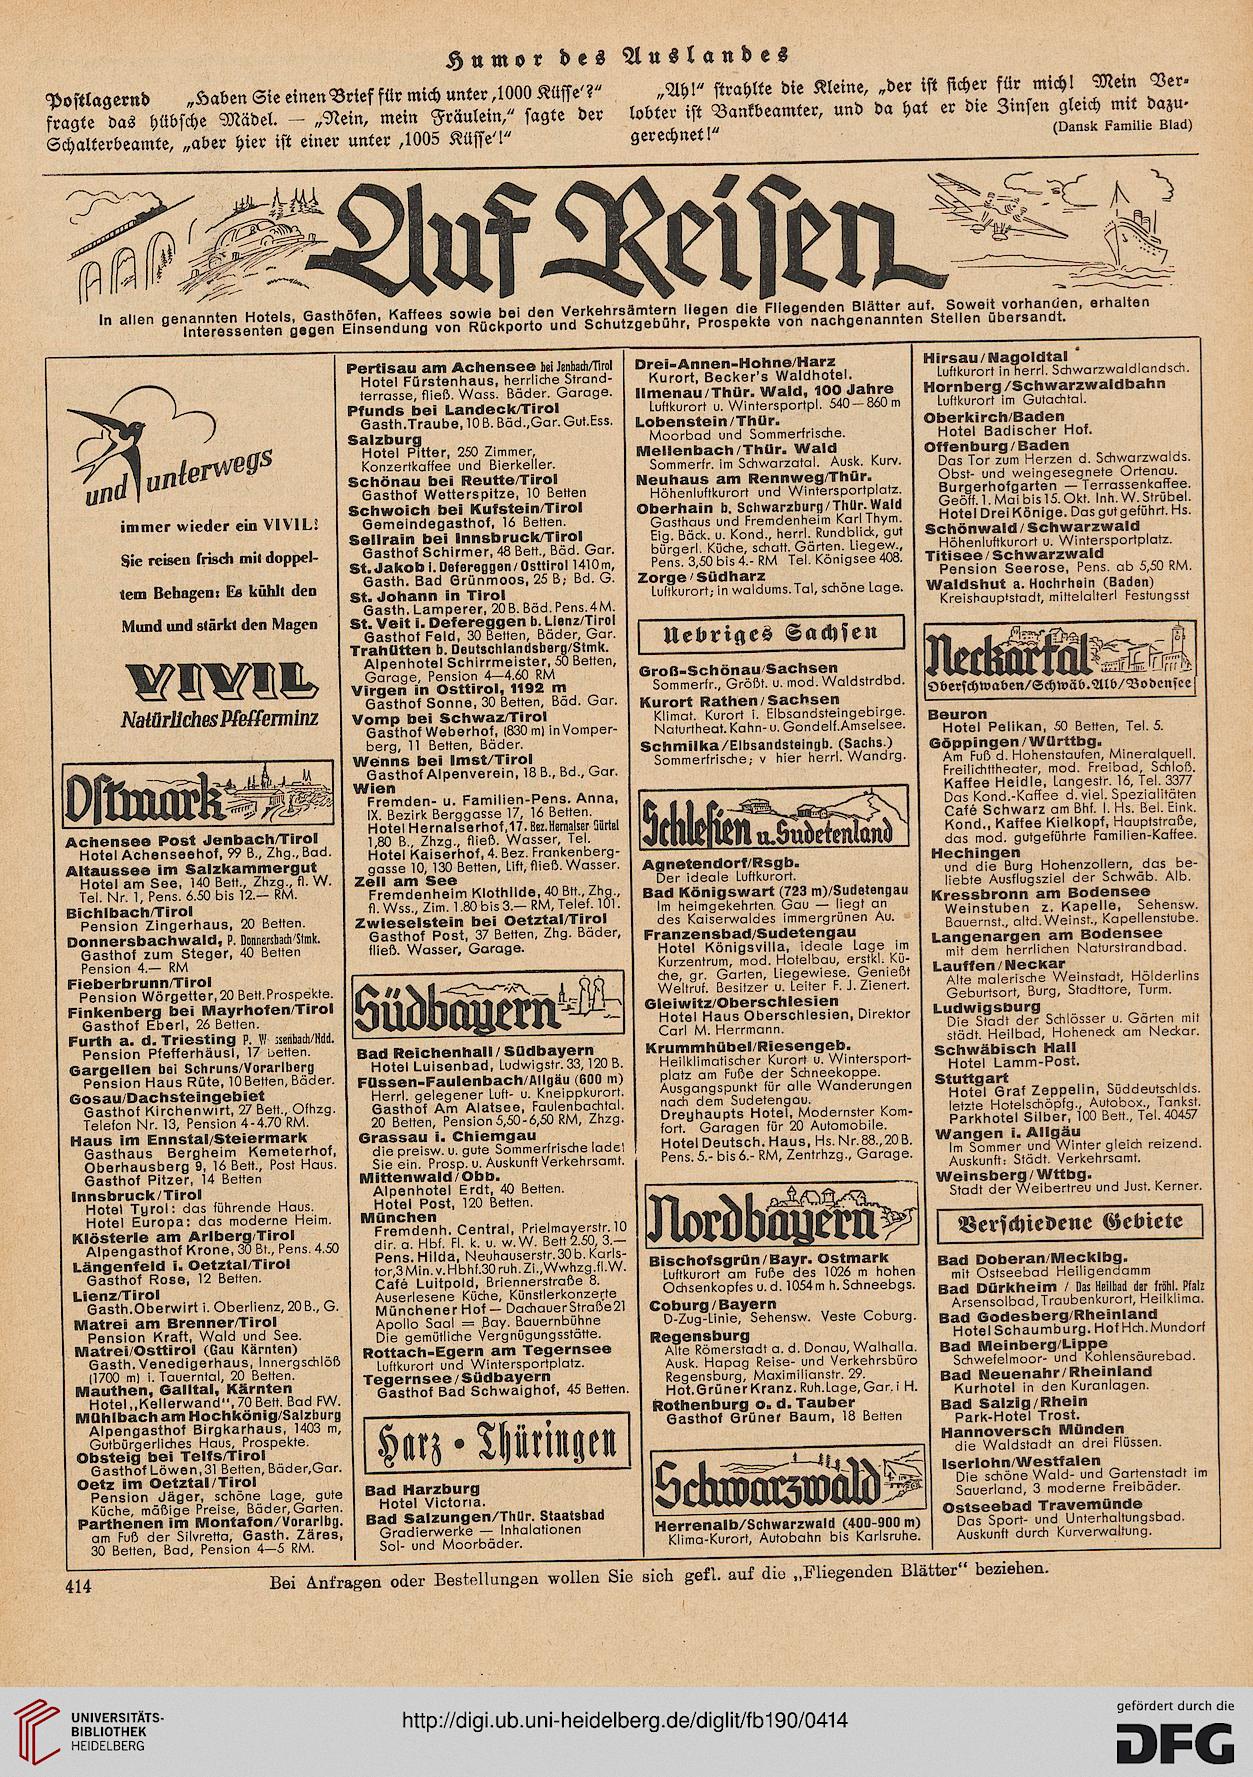 Humor des Auslandes
Postlagernd „Haben Sie einen Brief für mich unter ‚1000 Küsse'?"
fragte das hübsche Mädel. — „Nein, mein Fräulein," sagte der
Schalterbeamte, „aber hier ist einer unter ‚1005 Küsse'!"
„Ah!" strahlte die Kleine, „der ist sicher für mich! Mein Ver-
lobter ist Bankbeamter, und da hat er die Zinsen gleich mit dazu-
gerechnet!"
(Dansk Familie Blad)
Auf Reisen
In allen genannten Hotels, Gasthöfen, Kaffees sowie bei den Verkehrsämtern liegen die Fliegenden Blätter auf. Soweit vorhanden, erhalten
Interessenten gegen Einsendung von Rückporto und Schutzgebühr, Prospekte von nachgenannten Stellen übersandt.
und unterwegs
immer wieder ein VIVIL!
Sie reisen frisch mit doppel-
tem Behagen: Es kühlt den
Mund und stärkt den Magen
VIVIL
Natürliches Pfefferminz
Ostmark
Achensee Post Jenbach/Tirol
Hotel Achenseehof, 99 B., Zhg., Bad.
Altaussee im Salzkammergut
Hotel am See, 140 Bett., Zhzg., fl. W.
Tel. Nr. 1, Pens. 6.50 bis 12.— RM.
Bichlbach/Tirol
Pension Zingerhaus, 20 Betten.
Donnersbachwald, P. Donnersbach/Stmk.
Gasthof zum Steger, 40 Betten
Pension 4.— RM
Fieberbrunn/Tirol
Pension Wörgetter, 20 Bett. Prospekte.
Finkenberg bei Mayrhofen/Tirol
Gasthof Eberl, 26 Betten.
Furth a. d. Triesting P. W ssenbach/Ndd.
Pension Pfefferhäusl, 17 Betten.
Gargellen bei Schruns/Vorarlberg
Pension Haus Rüte, 10 Betten, Bäder.
Gosau/Dachsteingebiet
Gasthof Kirchenwirt, 27 Bett., Ofhzg.
Telefon Nr. 13, Pension 4-4.70 RM.
Haus im Ennstal/Steiermark
Gasthaus Bergheim Kemeterhof,
Oberhausberg 9, 16 Bett., Post Haus.
Gasthof Pitzer, 14 Betten
Innsbruck/Tirol
Hotel Tyrol: das führende Haus.
Hotel Europa: das moderne Heim.
Klösterle am Arlberg/Tirol
Alpengasthof Krone, 30 Bt., Pens. 4.50
Längenfeld i. Oetztal/Tirol
Gasthof Rose, 12 Betten.
Lienz/Tirol
Gasth. Oberwirt i. Oberlienz, 20 B., G.
Matrei am Brenner/Tirol
Pension Kraft, Wald und See.
Matrei/Osttirol (Gau Kärnten)
Gasth. Venedigerhaus, Innergschlöß
(1700 m) i. Tauerntal, 20 Betten.
Mauthen, Gailtal, Kärnten
Hotel „Kellerwand", 70 Bett. Bad FW.
Mühlbach am Hochkönig/Salzburg
Alpengasthof Birgkarhaus, 1403 m,
Gutbürgerliches Haus, Prospekte.
Obsteig bei Telfs/Tirol
Gasthof Löwen, 31 Betten, Bäder, Gar.
Oetz im Oetztal/Tirol
Pension Jäger, schöne Lage, gute
Küche, mäßige Preise, Bäder, Garten.
Parthenen im Montafon/Vorarlbg.
am Fuß der Silvretta, Gasth. Zäres,
30 Betten, Bad, Pension 4—5 RM.
Pertisau am Achensee bei Jenbach/Tirol
Hotel Fürstenhaus, herrliche Strand-
terrasse, fließ. Wass. Bäder. Garage.
Pfunds bei Landeck/Tirol
Gasth. Traube, 10 B. Bäd., Gar. Gut. Ess.
Salzburg
Hotel Pitter, 250 Zimmer,
Konzertkaffee und Bierkeller.
Schönau bei Reutte/Tirol
Gasthof Wetterspitze, 10 Betten
Schwoich bei Kufstein/Tirol
Gemeindegasthof, 16 Betten.
Sellrain bei Innsbruck/Tirol
Gasthof Schirmer, 48 Bett., Bäd. Gar.
St. Jakob i. Defereggen/Osttirol 1410 m,
Gasth. Bad Grünmoos, 25 B; Bd. G.
St. Johann in Tirol
Gasth. Lamperer, 20 B. Bäd. Pens. 4 M.
St. Veit i. Defereggen b. Lienz/Tirol
Gasthof Feld, 30 Betten, Bäder, Gar.
Trahütten b. Deutschlandsberg/Stmk.
Alpenhotel Schirrmeister, 50 Betten,
Garage, Pension 4—4.60 RM
Virgen in Osttirol, 1192 m
Gasthof Sonne, 30 Betten, Bäd. Gar.
Vomp bei Schwaz/Tirol
Gasthof Weberhof, (830 m) in Vomper-
berg, 11 Betten, Bäder.
Wenns bei Imst/Tirol
Gasthof Alpenverein, 18 B., Bd., Gar.
Wien
Fremden- u. Familien-Pens. Anna,
IX. Bezirk Berggasse 17, 16 Betten.
Hotel Hernalserhof, 17. Bez. Hernalser Gürtel
1,80 B., Zhzg., fließ. Wasser, Tel.
Hotel Kaiserhof, 4. Bez. Frankenberg-
gasse 10, 130 Betten, Lift, fließ. Wasser.
Zell am See
Fremdenheim Klothilde, 40 Btt., Zhg.,
fl. Wss., Zim. 1.80 bis 3.— RM, Telef. 101.
Zwieselstein bei Oetztal/Tirol
Gasthof Post, 37 Betten, Zhg. Bäder,
fließ. Wasser, Garage.
Südbayern
Bad Reichenhall/Südbayern
Hotel Luisenbad, Ludwigstr. 33, 120 B.
Füssen-Faulenbach/Allgäu (600 m)
Herrl. gelegener Luft- u. Kneippkurort.
Gasthof Am Alatsee, Faulenbachtal.
20 Betten, Pension 5,50-6,50 RM, Zhzg.
Grassau i. Chiemgau
die preisw. u. gute Sommerfrische ladet
Sie ein. Prosp. u. Auskunft Verkehrsamt.
Mittenwald/Obb.
Alpenhotel Erdt, 40 Betten.
Hotel Post, 120 Betten.
München
Fremdenh. Central, Prielmayerstr. 10
dir. a. Hbf. Fl. k. u. w. W. Bett 2.50, 3.—
Pens. Hilda, Neuhauserstr. 30 b. Karls-
tor, 3 Min. v. Hbhf. 30 ruh. Zi., Wwhzg. fl. W.
Café Luitpold, Briennerstraße 8.
Auserlesene Küche, Künstlerkonzerte
Münchener Hof — Dachauer Straße 21
Apollo Saal = Bay. Bauernbühne
Die gemütliche Vergnügungsstätte.
Rottach-Egern am Tegernsee
Luftkurort und Wintersportplatz.
Tegernsee/Südbayern
Gasthof Bad Schwaighof, 45 Betten.
Harz • Thüringen
Bad Harzburg
Hotel Victoria.
Bad Salzungen/Thür. Staatsbad
Gradierwerke — Inhalationen
Sol- und Moorbäder.
Drei-Annen-Hohne/Harz
Kurort, Becker's Waldhotel.
Ilmenau/Thür. Wald, 100 Jahre
Luftkurort u. Wintersportpl. 540—860 m
Lobenstein/Thür.
Moorbad und Sommerfrische.
Mellenbach/Thür. Wald
Sommerfr. im Schwarzatal. Ausk. Kurv.
Neuhaus am Rennweg/Thür.
Höhenluftkurort und Wintersportplatz.
Oberhain b. Schwarzburg/Thür. Wald
Gasthaus und Fremdenheim Karl Thym.
Eig. Bäck. u. Kond., herrl. Rundblick, gut
bürgerl. Küche, schatt. Gärten. Liegew.,
Pens. 3,50 bis 4.- RM Tel. Königsee 408.
Zorge/Südharz
Luftkurort; in waldums. Tal, schöne Lage.
Uebriges Sachsen
Groß-Schönau/Sachsen
Sommerfr., Größt. u. mod. Waldstrdbd.
Kurort Rathen/Sachsen
Klimat. Kurort i. Elbsandsteingebirge.
Naturtheat. Kahn- u. Gondelf. Amselsee.
Schmilka/Elbsandsteingb. (Sachs.)
Sommerfrische; v hier herrl. Wandrg.
Schlesien u. Sudetenland
Agnetendorf/Rsgb.
Der ideale Luftkurort.
Bad Königswart (723 m)/Sudetengau
Im heimgekehrten Gau — liegt an
des Kaiserwaldes immergrünen Au.
Franzensbad/Sudetengau
Hotel Königsvilla, ideale Lage im
Kurzentrum, mod. Hotelbau, erstkl. Kü-
che, gr. Garten, Liegewiese. Genießt
Weltruf. Besitzer u. Leiter F. J. Zienert.
Gleiwitz/Oberschlesien
Hotel Haus Oberschlesien, Direktor
Carl M. Herrmann.
Krummhübel/Riesengeb.
Heilklimatischer Kurort u. Wintersport-
platz am Fuße der Schneekoppe.
Ausgangspunkt für alle Wanderungen
nach dem Sudetengau.
Dreyhaupts Hotel, Modernster Kom-
fort. Garagen für 20 Automobile.
Hotel Deutsch. Haus, Hs. Nr. 88., 20 B.
Pens. 5.- bis 6.- RM, Zentrhzg., Garage.
Nordbayern
Bischofsgrün/Bayr. Ostmark
Luftkurort am Fuße des 1026 m hohen
Ochsenkopfes u. d. 1054 m h. Schneebgs.
Coburg/Bayern
D-Zug-Linie, Sehensw. Veste Coburg.
Regensburg
Alte Römerstadt a. d. Donau, Walhalla.
Ausk. Hapag Reise- und Verkehrsbüro
Regensburg, Maximilianstr. 29.
Hot. Grüner Kranz. Ruh. Lage, Gar. i H.
Rothenburg o. d. Tauber
Gasthof Grüner Baum, 18 Betten
Schwarzwald
Herrenalb/Schwarzwald (400-900 m)
Klima-Kurort, Autobahn bis Karlsruhe.
Hirsau/Nagoldtal
Luftkurort in herrl. Schwarzwaldlandsch.
Hornberg/Schwarzwaldbahn
Luftkurort im Gutachtal.
Oberkirch/Baden
Hotel Badischer Hof.
Offenburg/Baden
Das Tor zum Herzen d. Schwarzwalds.
Obst- und weingesegnete Ortenau.
Burgerhofgarten — Terrassenkaffee.
Geöff. 1. Mai bis 15. Okt. Inh. W. Strübel.
Hotel Drei Könige. Das gut geführt. Hs.
Schönwald/Schwarzwald
Höhenluftkurort u. Wintersportplatz.
Titisee/Schwarzwald
Pension Seerose, Pens. ab 5,50 RM.
Waldshut a. Hochrhein (Baden)
Kreishauptstadt, mittelalterl Festungsst
Neckartal
Oberschwaben/Schwäb. Alb/Bodensee
Beuron
Hotel Pelikan, 50 Betten, Tel. 5.
Göppingen/Württbg.
Am Fuß d. Hohenstaufen, Mineralquell.
Freilichttheater, mod. Freibad, Schloß.
Kaffee Heidle, Langestr. 16, Tel. 3377
Das Kond.-Kaffee d. viel. Spezialitäten
Café Schwarz am Bhf. I. Hs. Bel. Eink.
Kond., Kaffee Kielkopf, Hauptstraße,
das mod. gutgeführte Familien-Kaffee.
Hechingen
und die Burg Hohenzollern, das be-
liebte Ausflugsziel der Schwäb. Alb.
Kressbronn am Bodensee
Weinstuben z. Kapelle, Sehensw.
Bauernst., altd. Weinst., Kapellenstube.
Langenargen am Bodensee
mit dem herrlichen Naturstrandbad.
Lauffen/Neckar
Alte malerische Weinstadt, Hölderlins
Geburtsort, Burg, Stadttore, Turm.
Ludwigsburg
Die Stadt der Schlösser u. Gärten mit
städt. Heilbad, Hoheneck am Neckar.
Schwäbisch Hall
Hotel Lamm-Post.
Stuttgart
Hotel Graf Zeppelin, Süddeutschlds.
letzte Hotelschöpfg., Autobox., Tankst.
Parkhotel Silber, 100 Bett., Tel. 40457
Wangen i. Allgäu
Im Sommer und Winter gleich reizend.
Auskunft: Städt. Verkehrsamt.
Weinsberg/Wttbg.
Stadt der Weibertreu und Just. Kerner.
Verschiedene Gebiete
Bad Doberan/Mecklbg.
mit Ostseebad Heiligendamm
Bad Dürkheim / Das Heilbad der fröhl. Pfalz
Arsensolbad, Traubenkurort, Heilklima.
Bad Godesberg/Rheinland
Hotel Schaumburg. Hof Hch. Mundorf
Bad Meinberg/Lippe
Schwefelmoor- und Kohlensäurebad.
Bad Neuenahr/Rheinland
Kurhotel in den Kuranlagen.
Bad Salzig/Rhein
Park-Hotel Trost.
Hannoversch Münden
die Waldstadt an drei Flüssen.
Iserlohn/Westfalen
Die schöne Wald- und Gartenstadt im
Sauerland, 3 moderne Freibäder.
Ostseebad Travemünde
Das Sport- und Unterhaltungsbad.
Auskunft durch Kurverwaltung.
414
Bei Anfragen oder Bestellungen wollen Sie sich gefl. auf die „Fliegenden Blätter" beziehen.
UNIVERSITÄTS-
BIBLIOTHEK
HEIDELBERG
http://digi.ub.uni-heidelberg.de/diglit/fb190/0414
gefördert durch die
DFG